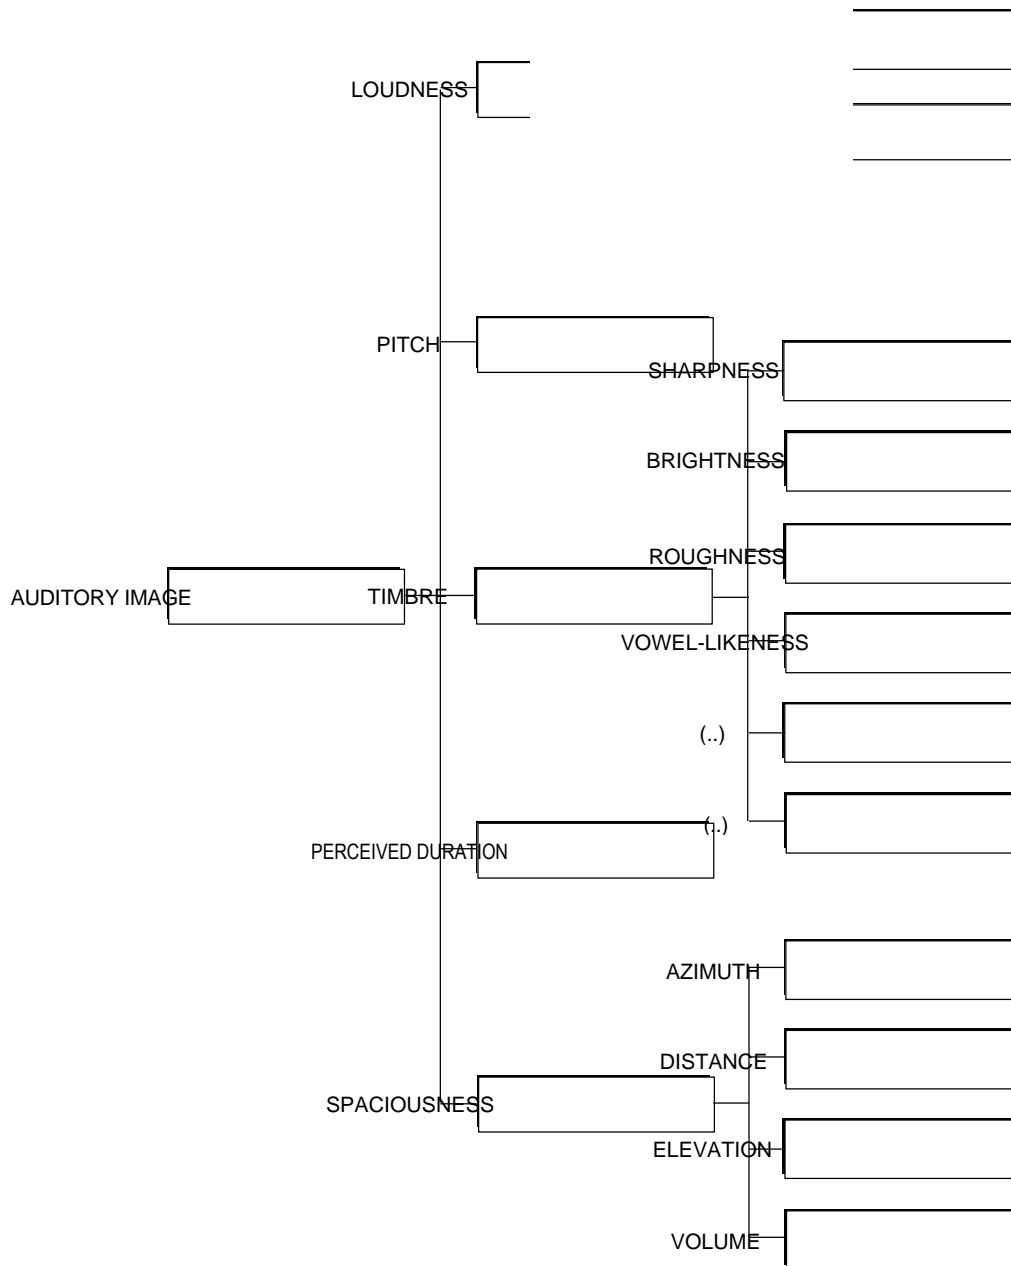 LOUDNESS
PITCH
SHARPNESS
BRIGHTNESS
ROUGHNESS
AUDITORY IMAGE
TIMBRE
VOWEL-LIKENESS
(..)
(..)
PERCEIVED DURATION
AZIMUTH
DISTANCE
SPACIOUSNESS
ELEVATION
VOLUME